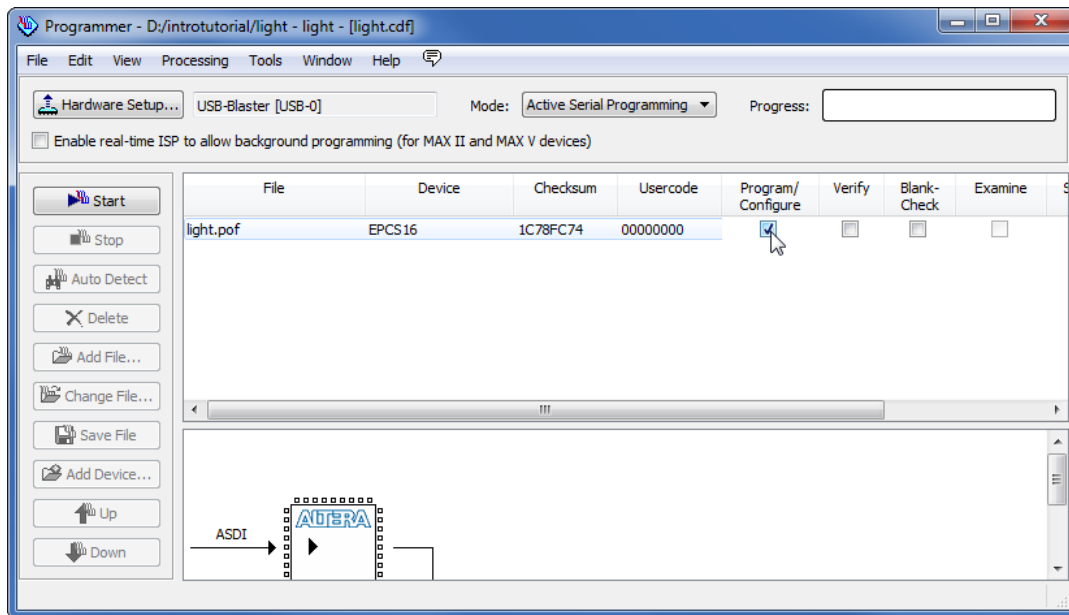 Programmer - D:/introtutorial/light - light - [light.cdf]
File Edit View Processing Tools Window Help
Hardware Setup... USB-Blaster [USB-0] Mode: Active Serial Programming Progress:
Enable real-time ISP to allow background programming (for MAX II and MAX V devices)
Start
Stop
Auto Detect
Delete
Add File...
Change File...
Save File
Add Device...
Up
Down
File Device Checksum Usercode Program/ Verify Blank- Examine S
Configure Check
light.pof EPCS16 1C78FC74 00000000
ALTERA
ASDI